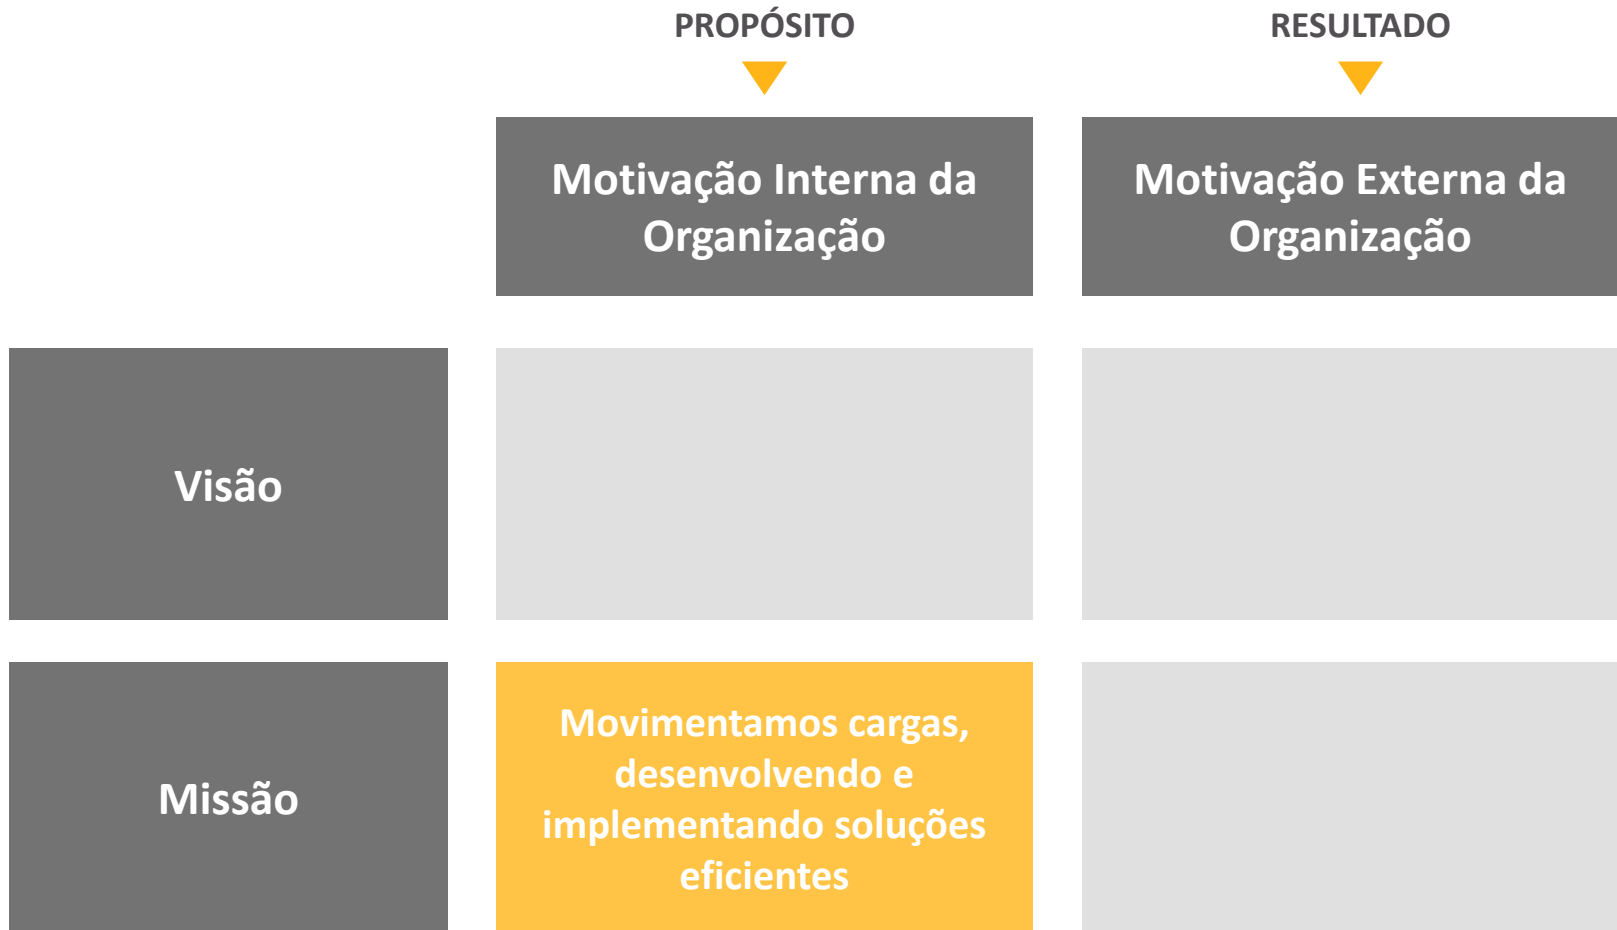 PROPÓSITO
RESULTADO
Motivação Interna da
Organização
Motivação Externa da
Organização
Visão
Missão
Movimentamos cargas,
desenvolvendo e
implementando soluções
eficientes